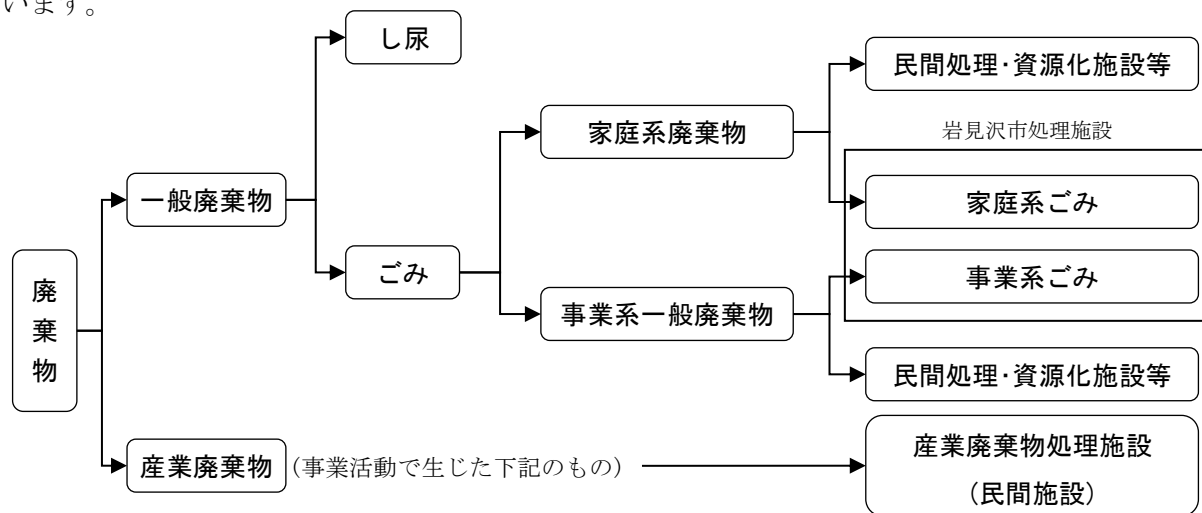 います。
し尿
民間処理・資源化施設等
家庭系廃棄物
岩見沢市処理施設
一般廃棄物
家庭系ごみ
ごみ
事業系ごみ
廃棄物
事業系一般廃棄物
民間処理・資源化施設等
産業廃棄物（事業活動で生じた下記のもの）
産業廃棄物処理施設
（民間施設）